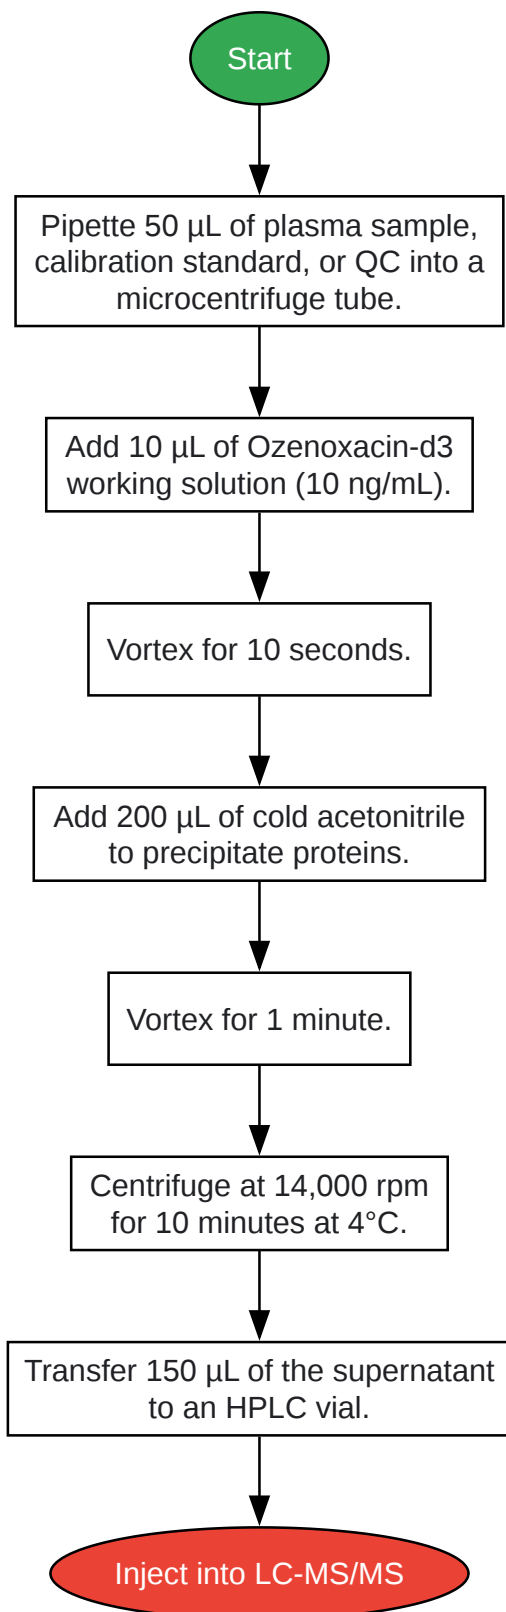 Start
Pipette 50 µL of plasma sample,
calibration standard, or QC into a
microcentrifuge tube.
Add 10 µL of Ozenoxacin-d3
working solution (10 ng/mL).
Vortex for 10 seconds.
Add 200 µL of cold acetonitrile
to precipitate proteins.
Vortex for 1 minute.
Centrifuge at 14,000 rpm
for 10 minutes at 4°C.
Transfer 150 µL of the supernatant
to an HPLC vial.
Inject into LC-MS/MS